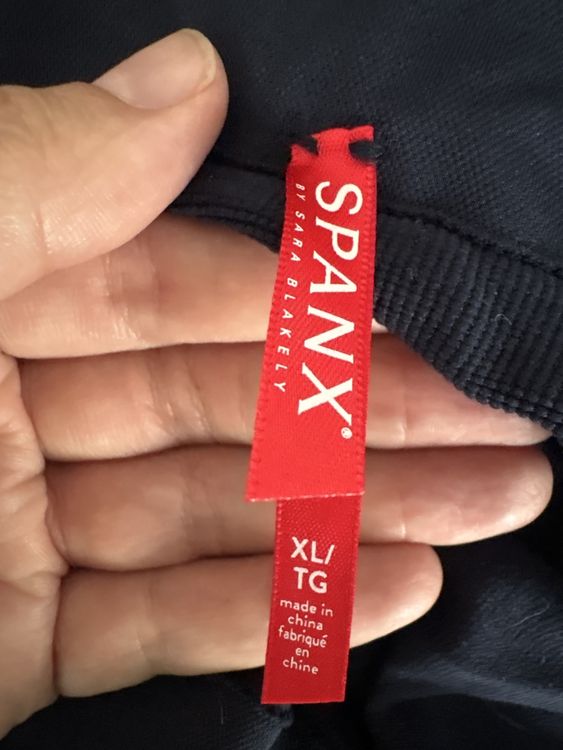 SPANX®
BY SARA BLAKELY
XL/
TG
made in
china
fabriqué
en
chine